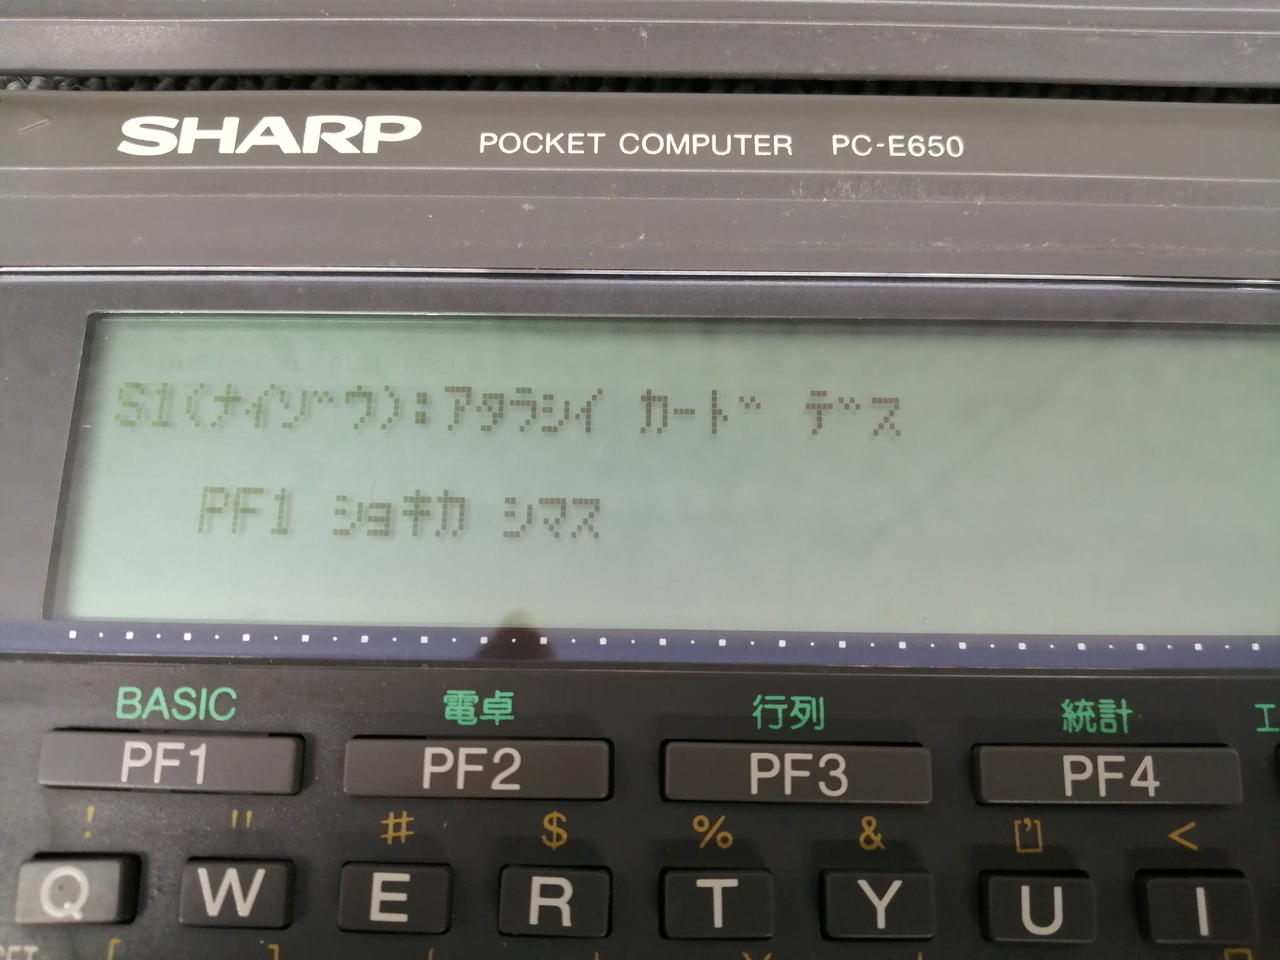 SHARP POCKET COMPUTER PC-E650
S1(ナイゾウ):アタラシイ カード デス
PF1 ショキカ シマス
BASIC 電卓 行列 統計
PF1 PF2 PF3 PF4
! " # $ % & [’] <
Q W E R T Y U I